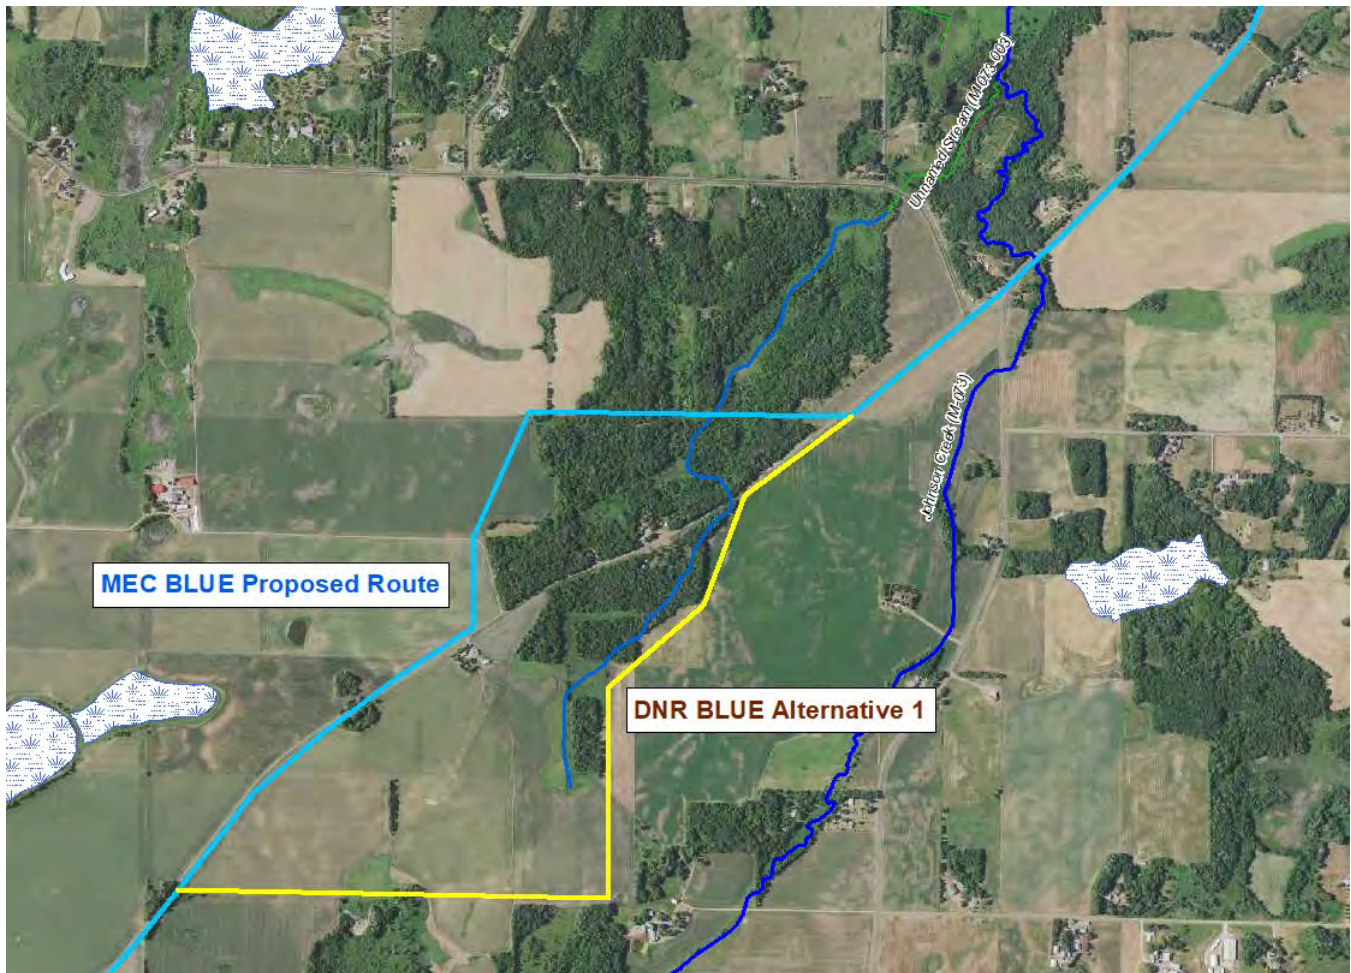 Unnamed Stream (M-073-003)
Johnson Creek (M-073)
MEC BLUE Proposed Route
DNR BLUE Alternative 1